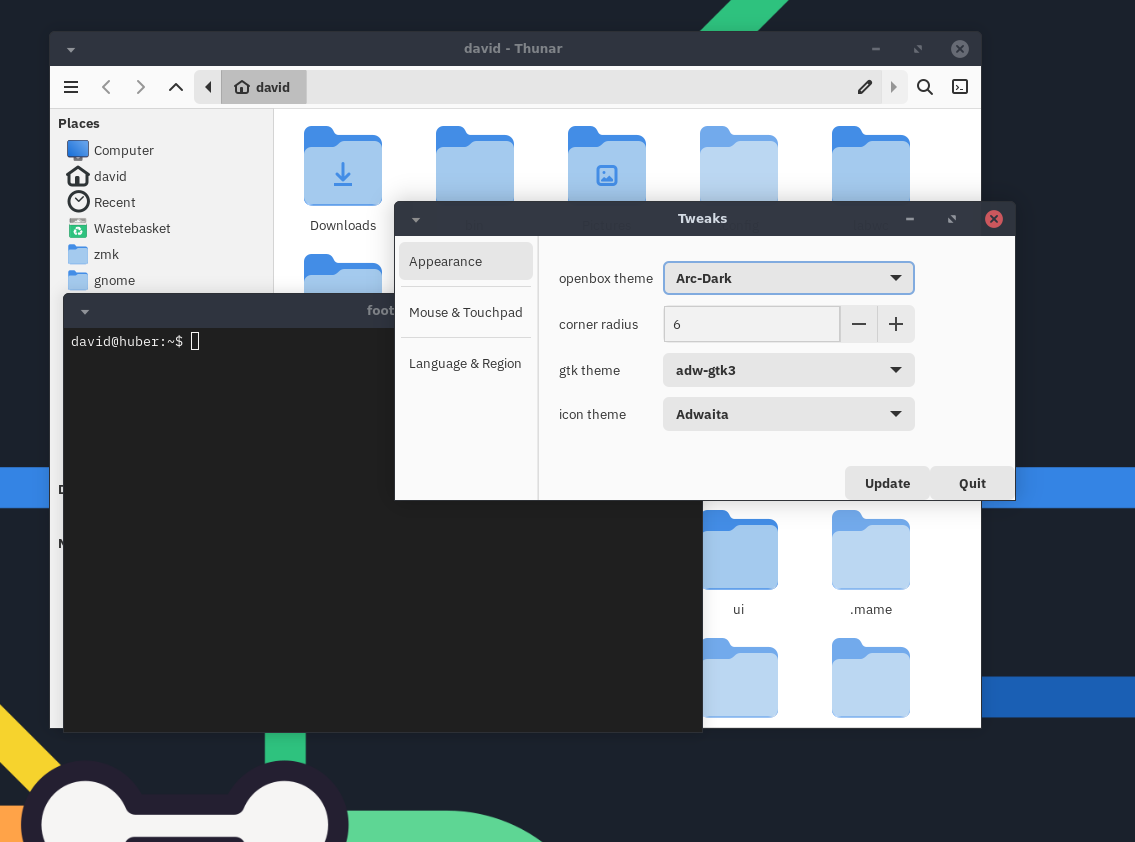 david - Thunar
david
Places
Computer
david
Recent
Wastebasket
zmk
gnome
Downloads
foot
david@huber:~$
Tweaks
Appearance
Mouse & Touchpad
Language & Region
openbox theme
Arc-Dark
corner radius
6
gtk theme
adw-gtk3
icon theme
Adwaita
Update
Quit
ui
.mame